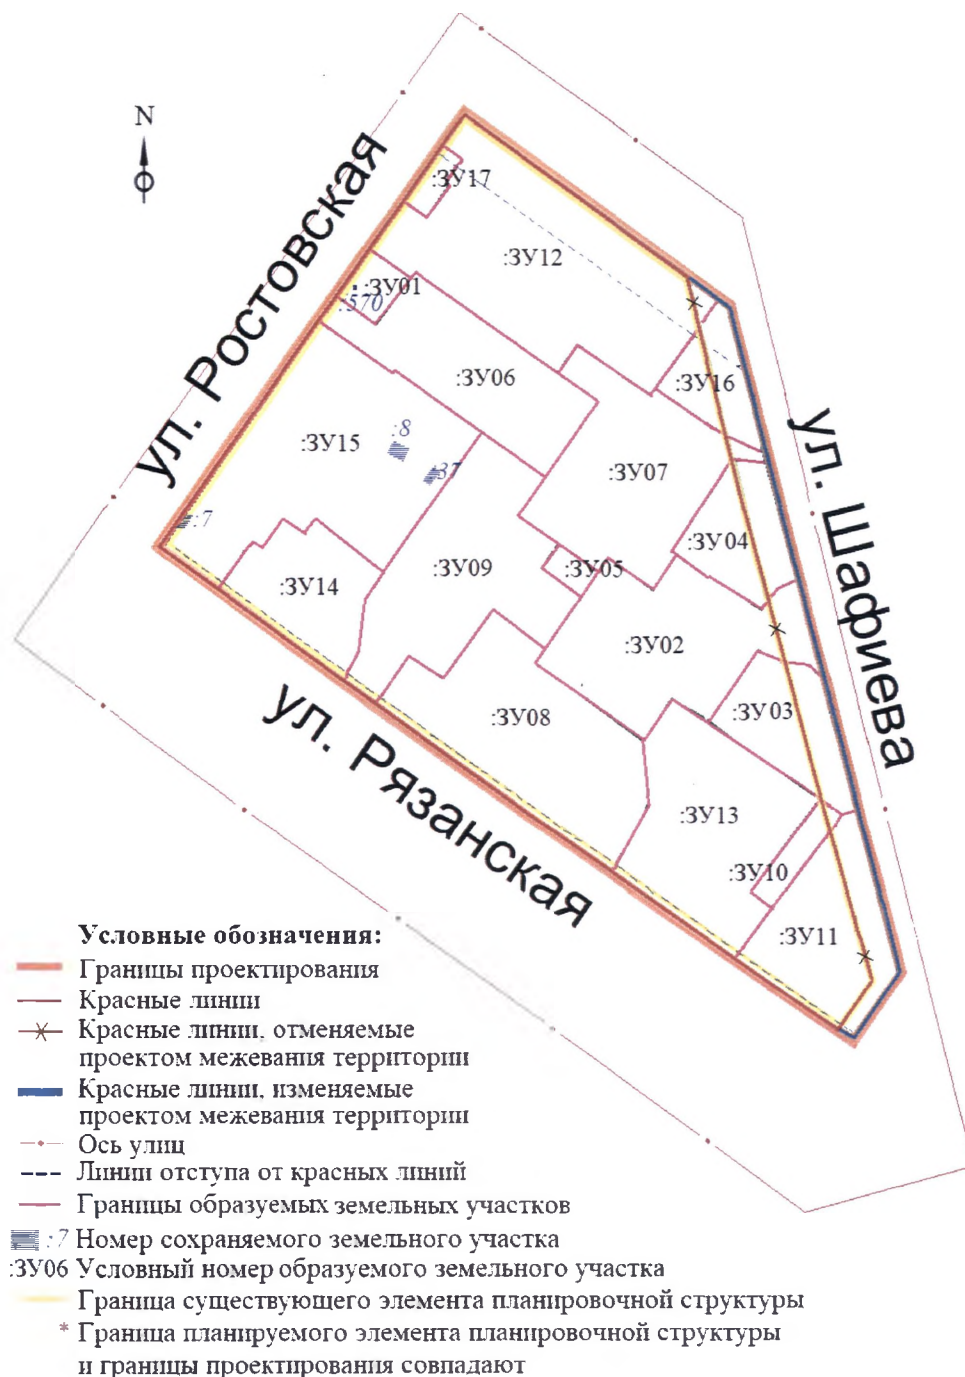 N
ул. Ростовская
:ЗУ17
:ЗУ12
:ЗУ01
:570
:ЗУ06
:ЗУ16
:ЗУ15
:8
:37
:ЗУ07
ул. Шафиева
:7
:ЗУ04
:ЗУ14
:ЗУ09
:ЗУ05
:ЗУ02
:ЗУ08
:ЗУ03
ул. Рязанская
:ЗУ13
:ЗУ10
:ЗУ11
Условные обозначения:
Границы проектирования
Красные линии
Красные линии, отменяемые
проектом межевания территории
Красные линии, изменяемые
проектом межевания территории
Ось улиц
Линии отступа от красных линий
Границы образуемых земельных участков
:7 Номер сохраняемого земельного участка
:ЗУ06 Условный номер образуемого земельного участка
Граница существующего элемента планировочной структуры
* Граница планируемого элемента планировочной структуры
и границы проектирования совпадают